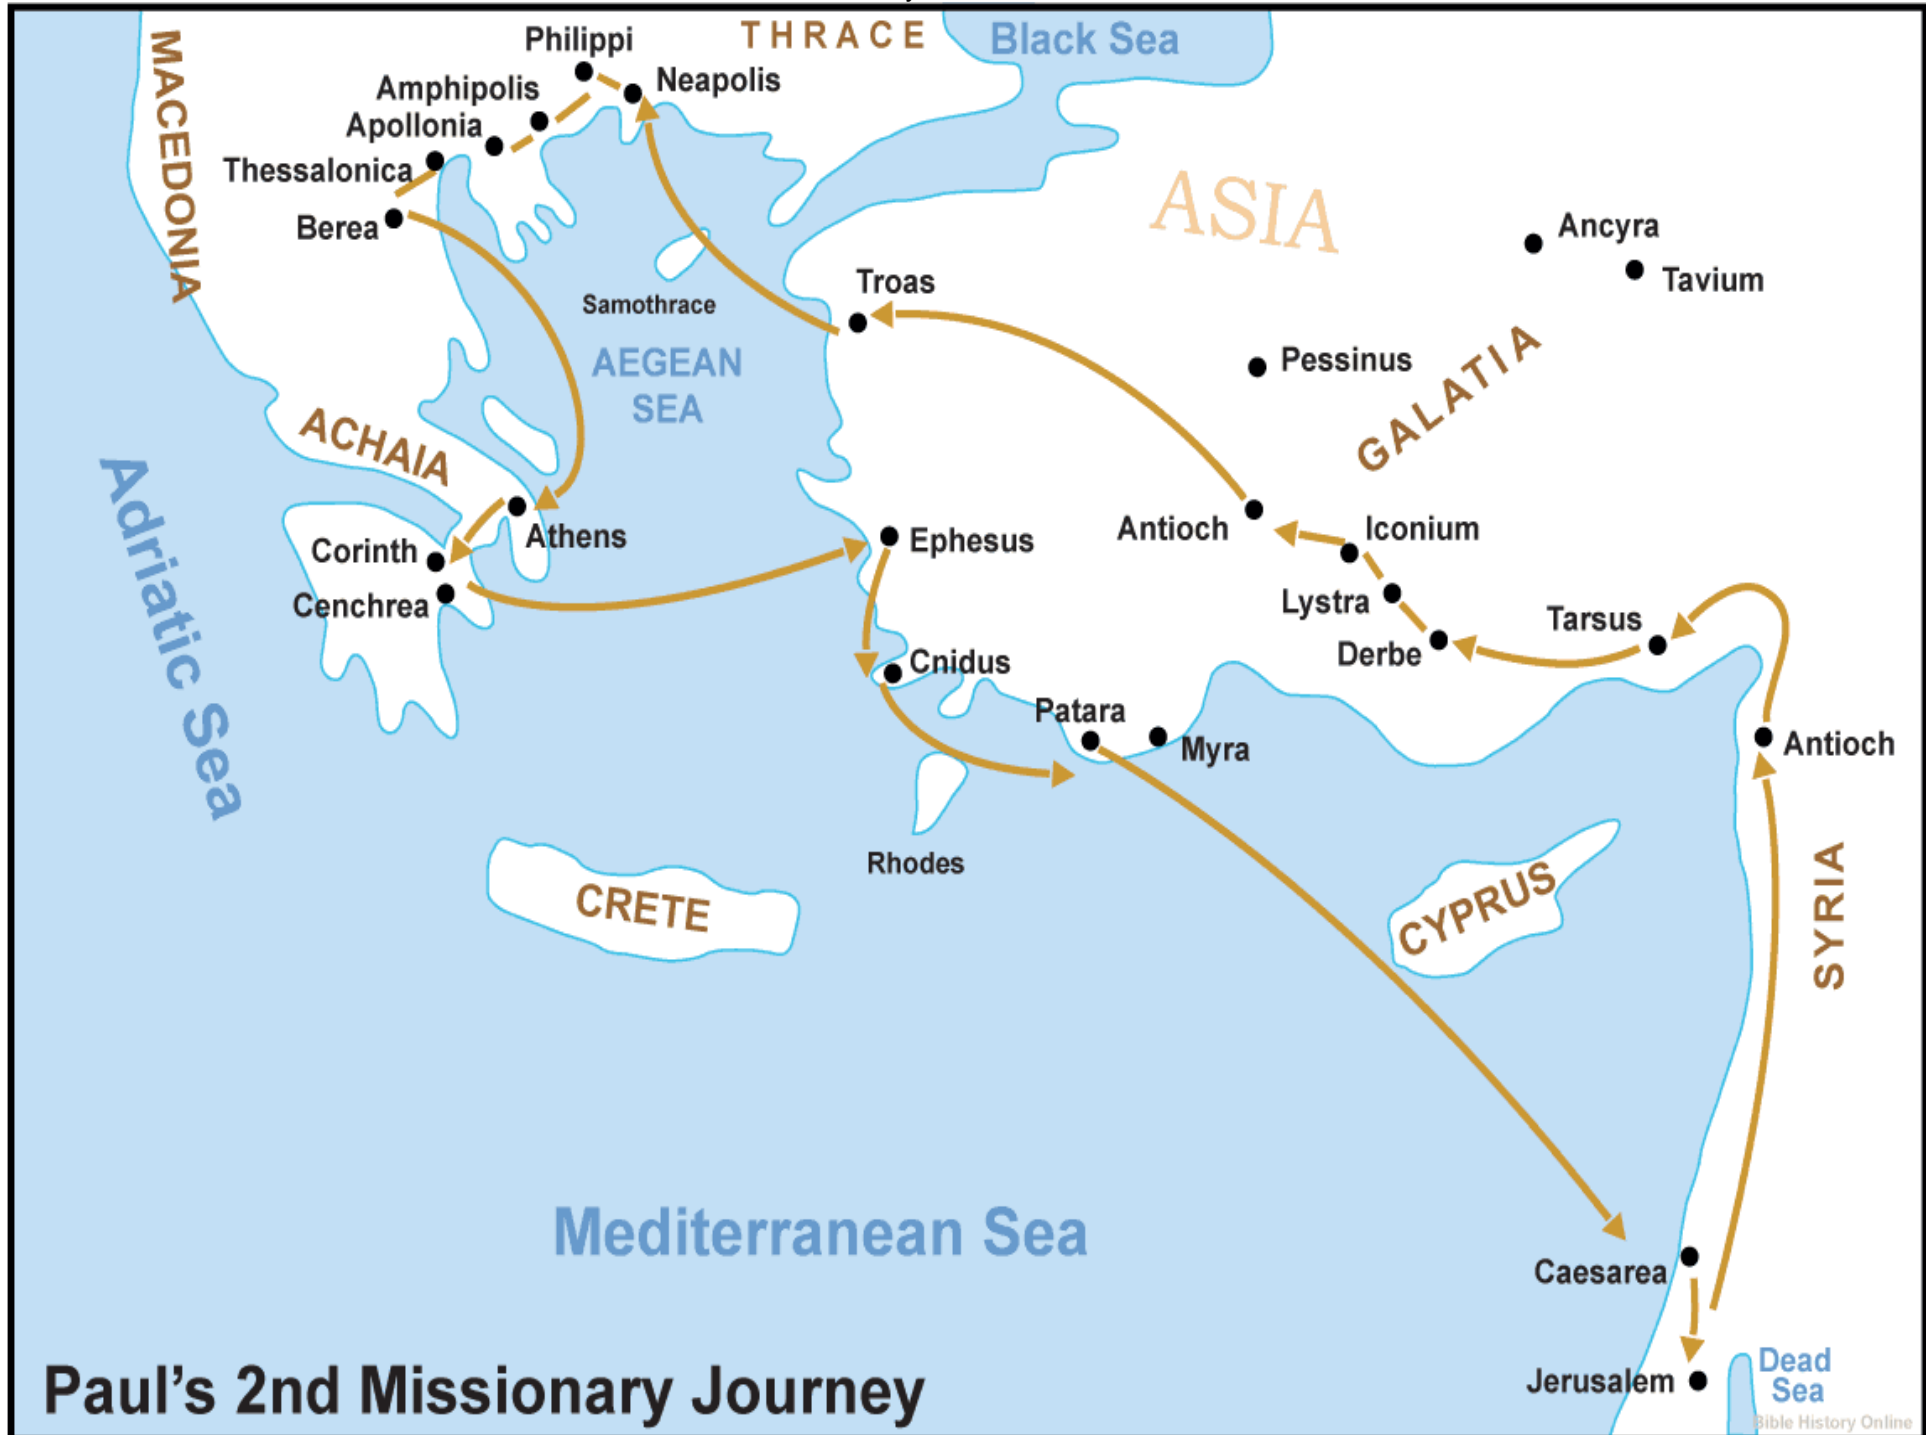 Philippi
THRACE
Black Sea
MACEDONIA
Amphipolis
Neapolis
Apollonia
Thessalonica
Berea
ASIA
Ancyra
Tavium
Troas
Samothrace
AEGEAN
SEA
Pessinus
GALATIA
ACHAIA
Adriatic Sea
Athens
Corinth
Cenchrea
Ephesus
Antioch
Iconium
Lystra
Derbe
Tarsus
Cnidus
Patara
Myra
Antioch
Rhodes
CRETE
CYPRUS
SYRIA
Mediterranean Sea
Caesarea
Jerusalem
Dead
Sea
Paul's 2nd Missionary Journey
Bible History Online